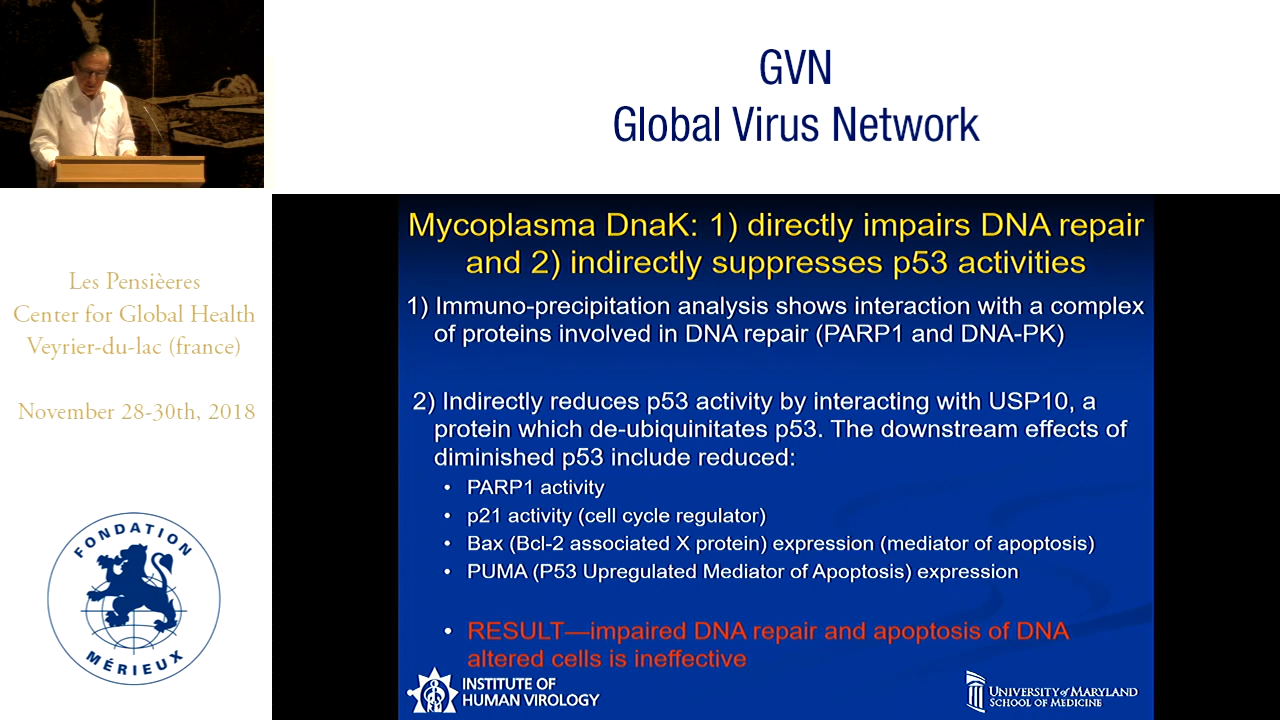 GVN
Global Virus Network
Les Pensièeres
Center for Global Health
Veyrier-du-lac (france)
November 28-30th, 2018
FONDATION
MÉRIEUX
Mycoplasma DnaK: 1) directly impairs DNA repair
and 2) indirectly suppresses p53 activities
1) Immuno-precipitation analysis shows interaction with a complex
of proteins involved in DNA repair (PARP1 and DNA-PK)
2) Indirectly reduces p53 activity by interacting with USP10, a
protein which de-ubiquinitates p53. The downstream effects of
diminished p53 include reduced:
• PARP1 activity
• p21 activity (cell cycle regulator)
• Bax (Bcl-2 associated X protein) expression (mediator of apoptosis)
• PUMA (P53 Upregulated Mediator of Apoptosis) expression
• RESULT—impaired DNA repair and apoptosis of DNA
altered cells is ineffective
INSTITUTE OF
HUMAN VIROLOGY
UNIVERSITY of MARYLAND
SCHOOL OF MEDICINE